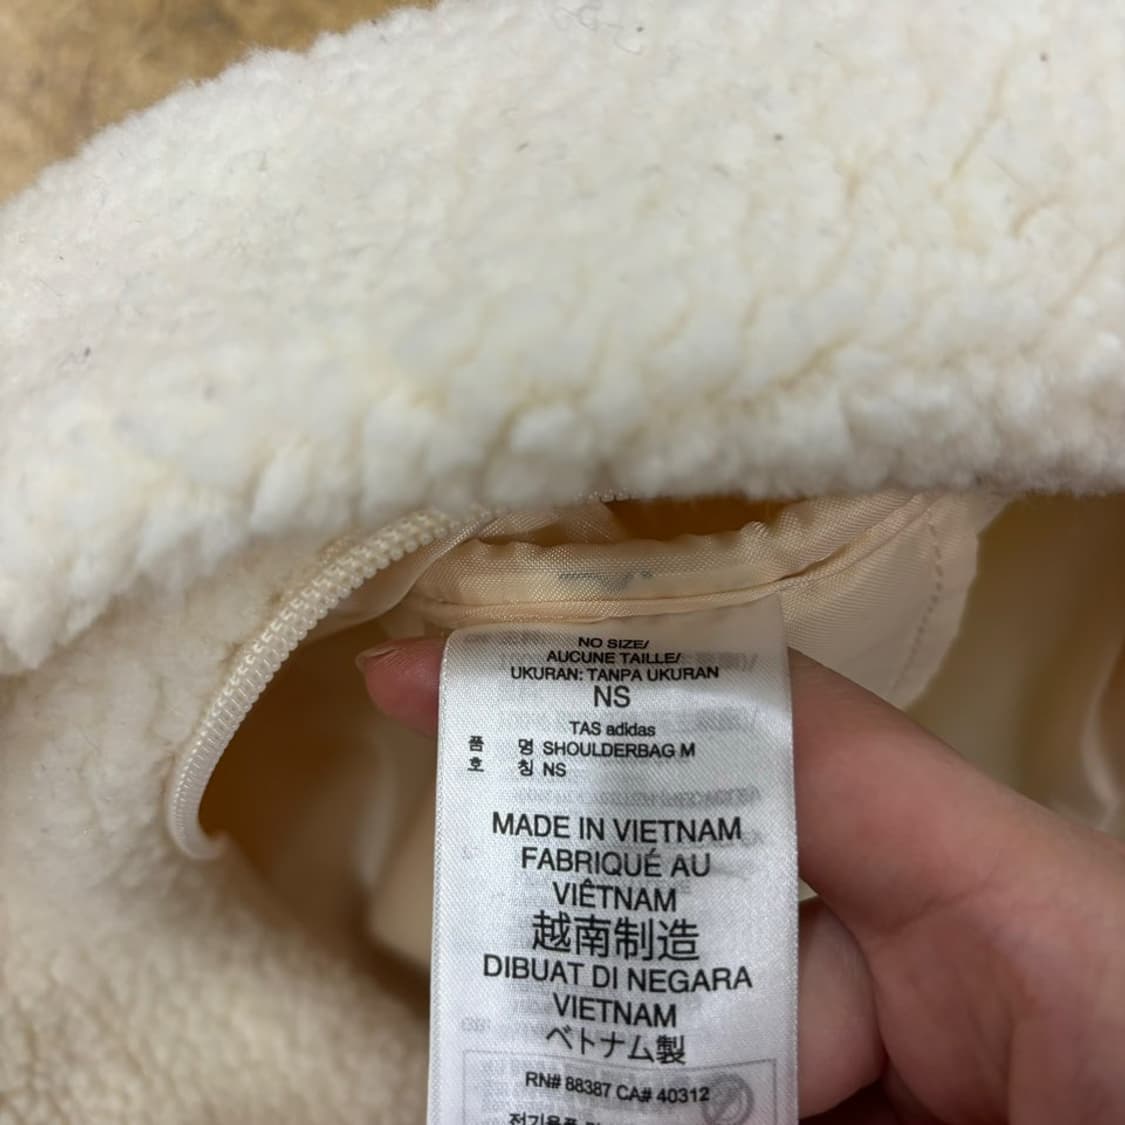 NO SIZE/
AUCUNE TAILLE/
UKURAN: TANPA UKURAN
NS
TAS adidas
품 명 SHOULDERBAG M
호 칭 NS
MADE IN VIETNAM
FABRIQUÉ AU
VIÊTNAM
越南制造
DIBUAT DI NEGARA
VIETNAM
ベトナム製
RN# 88387 CA# 40312